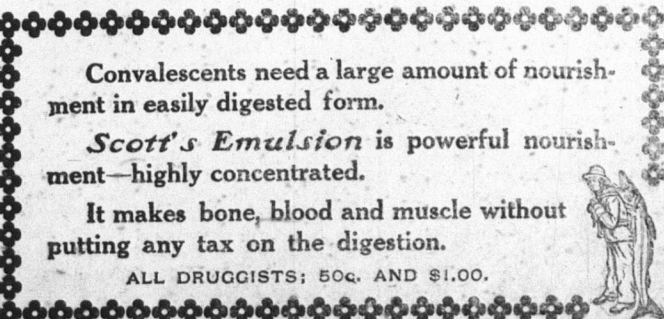 Convalescents need a large amount of nourish-
ment in easily digested form.
Scott's Emulsion is powerful nourish-
ment—highly concentrated.
It makes bone, blood and muscle without
putting any tax on the digestion.
ALL DRUGGISTS; 50c. AND $1.00.